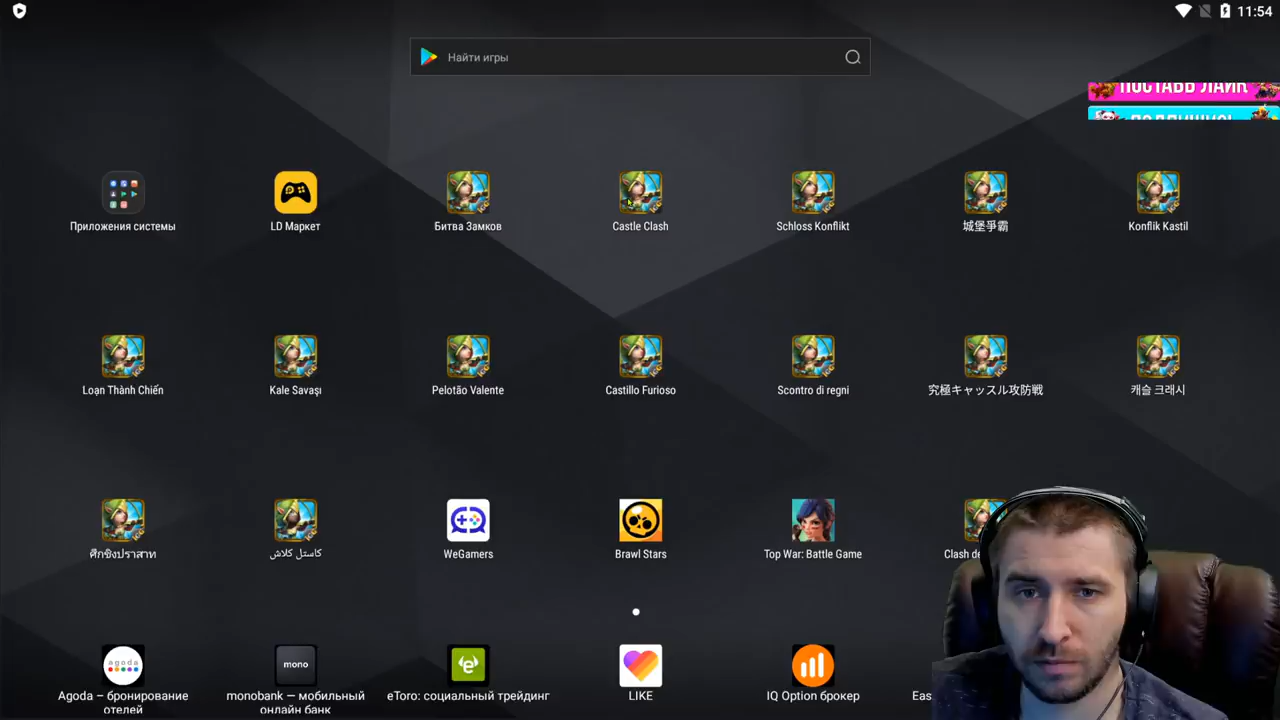 11:54
Найти игры
ПОСТАВЬ ЛАЙК
Приложения системы
LD Маркет
Битва Замков
Castle Clash
Schloss Konflikt
城堡爭霸
Konflik Kastil
Loạn Thành Chiến
Kale Savaşı
Pelotão Valente
Castillo Furioso
Scontro di regni
究極キャッスル攻防戦
캐슬 크래시
ศึกชิงปราสาท
كاستل كلاش
WeGamers
Brawl Stars
Top War: Battle Game
Clash de
agoda
Agoda – бронирование
отелей
mono
monobank — мобильный
онлайн банк
eToro: социальный трейдинг
LIKE
IQ Option брокер
Eas